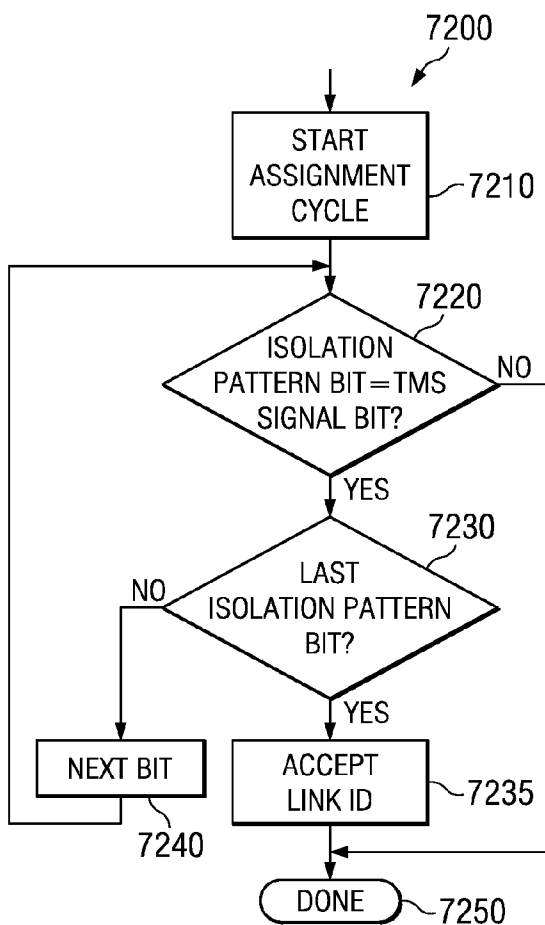 7200
START
ASSIGNMENT
CYCLE
7210
7220
ISOLATION
PATTERN BIT=TMS
SIGNAL BIT?
NO
YES
7230
LAST
ISOLATION PATTERN
BIT?
NO
YES
NEXT BIT
7240
ACCEPT
LINK ID
7235
DONE
7250